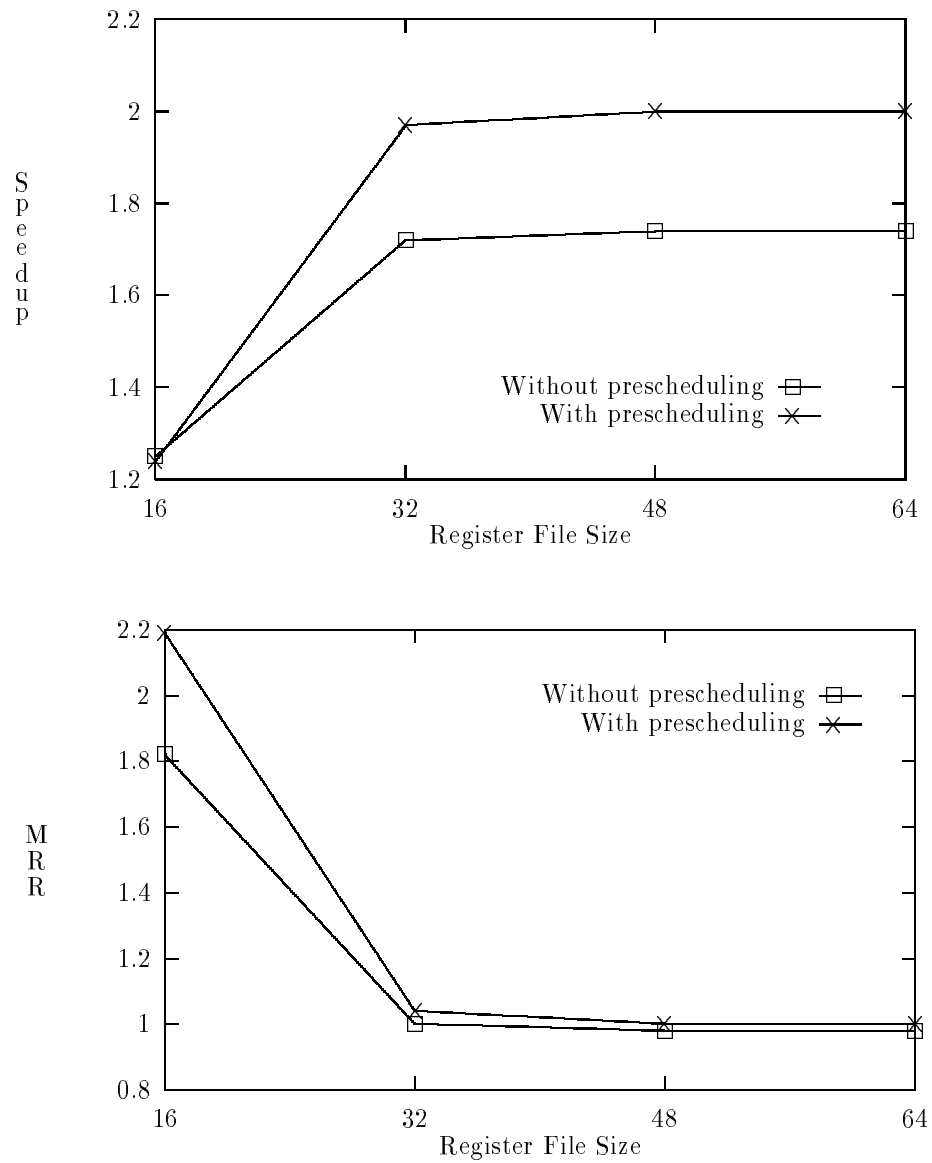 2.2
2
1.8
1.6
1.4
1.2
Speedup
Without prescheduling
With prescheduling
16 32 48 64
Register File Size
2.2
2
1.8
1.6
1.4
1.2
1
0.8
MRR
Without prescheduling
With prescheduling
16 32 48 64
Register File Size